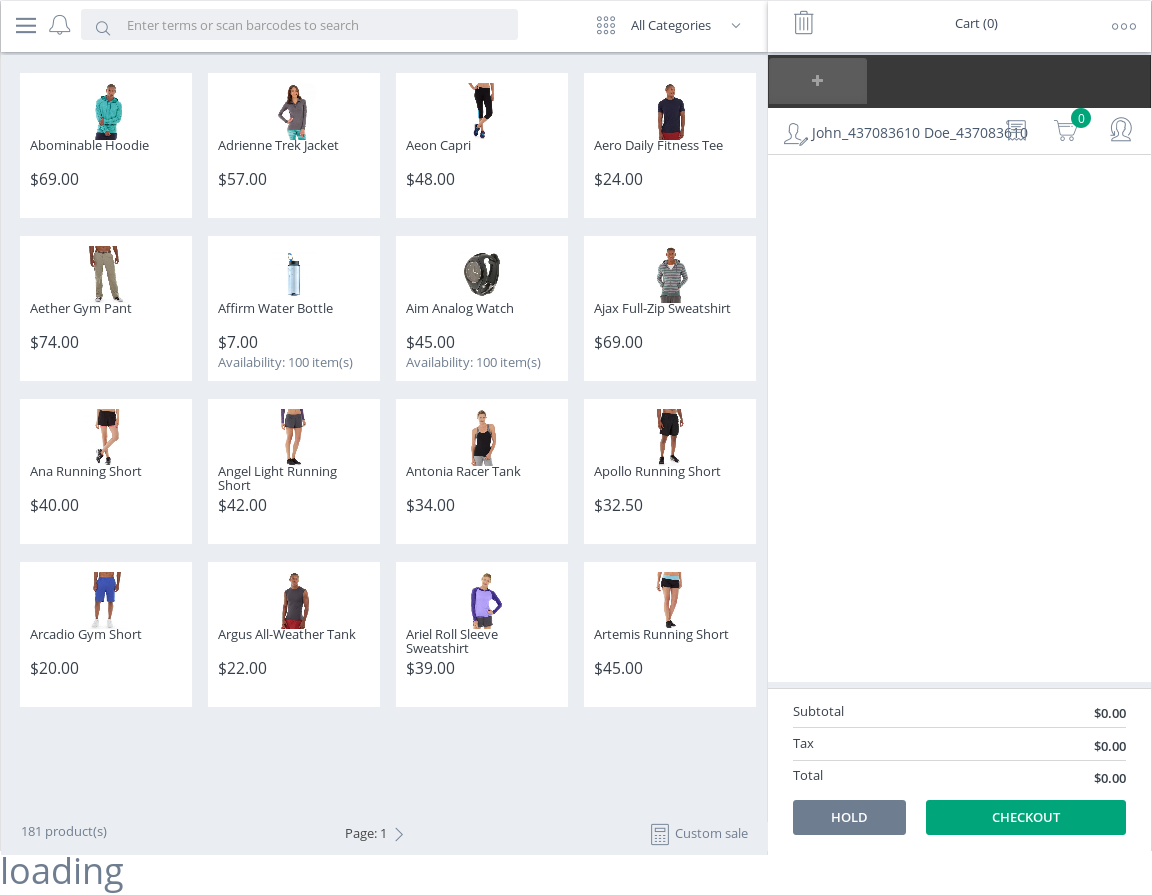 Enter terms or scan barcodes to search
All Categories
Cart (0)
John_437083610 Doe_437083610
0
Abominable Hoodie
$69.00
Adrienne Trek Jacket
$57.00
Aeon Capri
$48.00
Aero Daily Fitness Tee
$24.00
Aether Gym Pant
$74.00
Affirm Water Bottle
$7.00
Availability: 100 item(s)
Aim Analog Watch
$45.00
Availability: 100 item(s)
Ajax Full-Zip Sweatshirt
$69.00
Ana Running Short
$40.00
Angel Light Running
Short
$42.00
Antonia Racer Tank
$34.00
Apollo Running Short
$32.50
Arcadio Gym Short
$20.00
Argus All-Weather Tank
$22.00
Ariel Roll Sleeve
Sweatshirt
$39.00
Artemis Running Short
$45.00
Subtotal $0.00
Tax $0.00
Total $0.00
HOLD
CHECKOUT
181 product(s)
Page: 1
Custom sale
loading